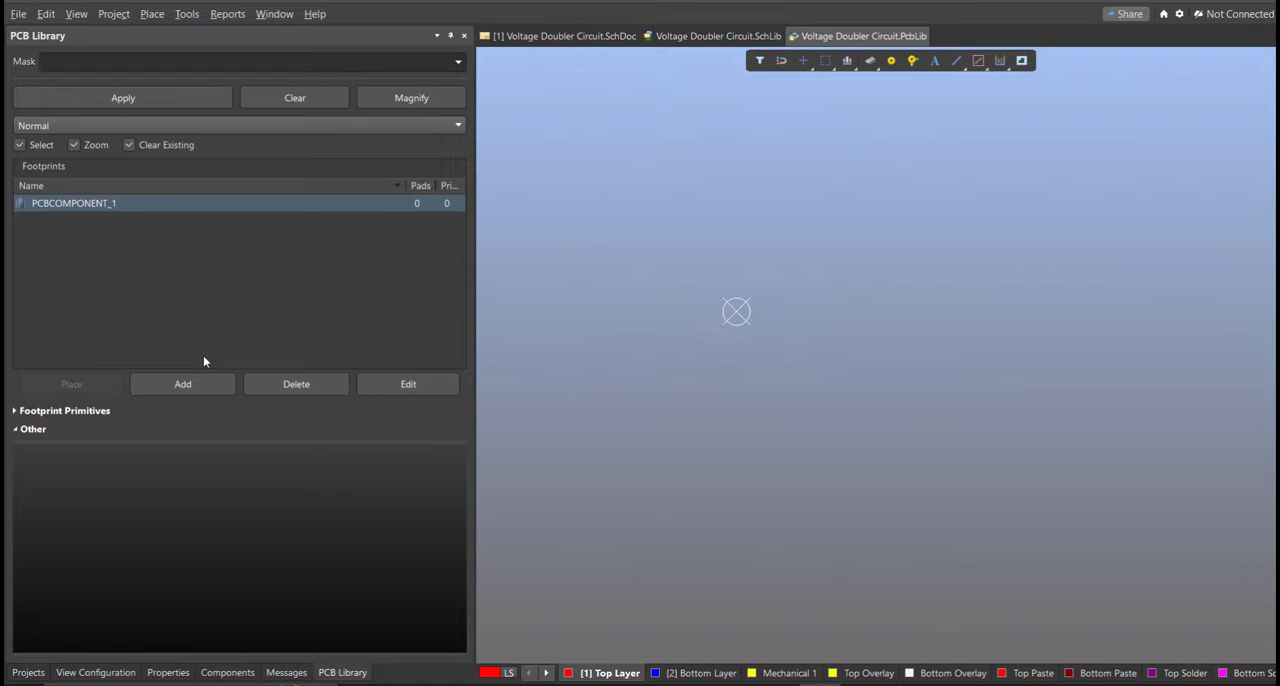 File Edit View Project Place Tools Reports Window Help Share Not Connected
PCB Library [1] Voltage Doubler Circuit.SchDoc Voltage Doubler Circuit.SchLib Voltage Doubler Circuit.PcbLib
Mask
Apply Clear Magnify
Normal
Select Zoom Clear Existing
Footprints
Name Pads Pri...
PCBCOMPONENT_1 0 0
Place Add Delete Edit
Footprint Primitives
Other
Projects View Configuration Properties Components Messages PCB Library LS [1] Top Layer [2] Bottom Layer Mechanical 1 Top Overlay Bottom Overlay Top Paste Bottom Paste Top Solder Bottom So